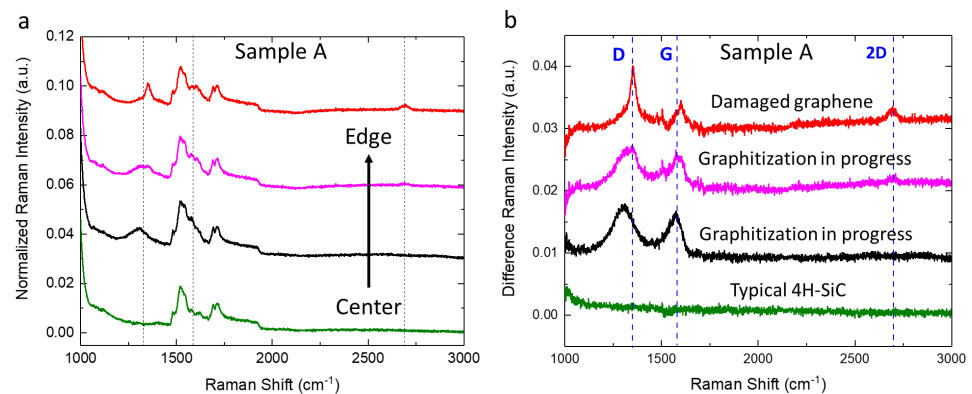 a
Sample A
Edge
Center
0.12
0.10
0.08
0.06
0.04
0.02
0.00
Normalized Raman Intensity (a.u.)
1000 1500 2000 2500 3000
Raman Shift (cm⁻¹)
b
Sample A
D G 2D
Damaged graphene
Graphitization in progress
Graphitization in progress
Typical 4H-SiC
0.04
0.03
0.02
0.01
0.00
Difference Raman Intensity (a.u.)
1000 1500 2000 2500 3000
Raman Shift (cm⁻¹)